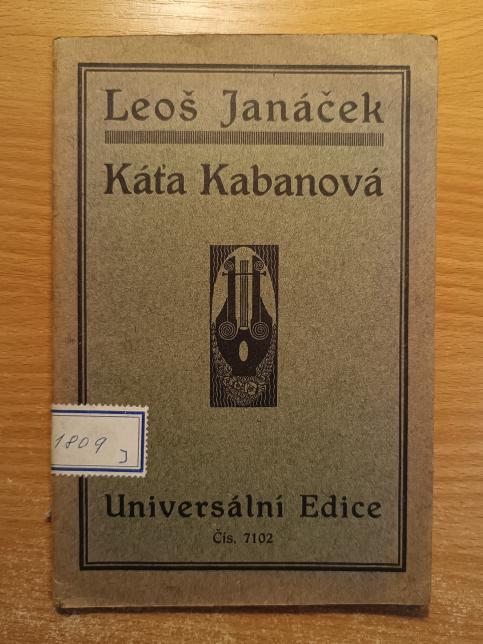 Leoš Janáček
Káťa Kabanová
1809
J
Universální Edice
Čís. 7102